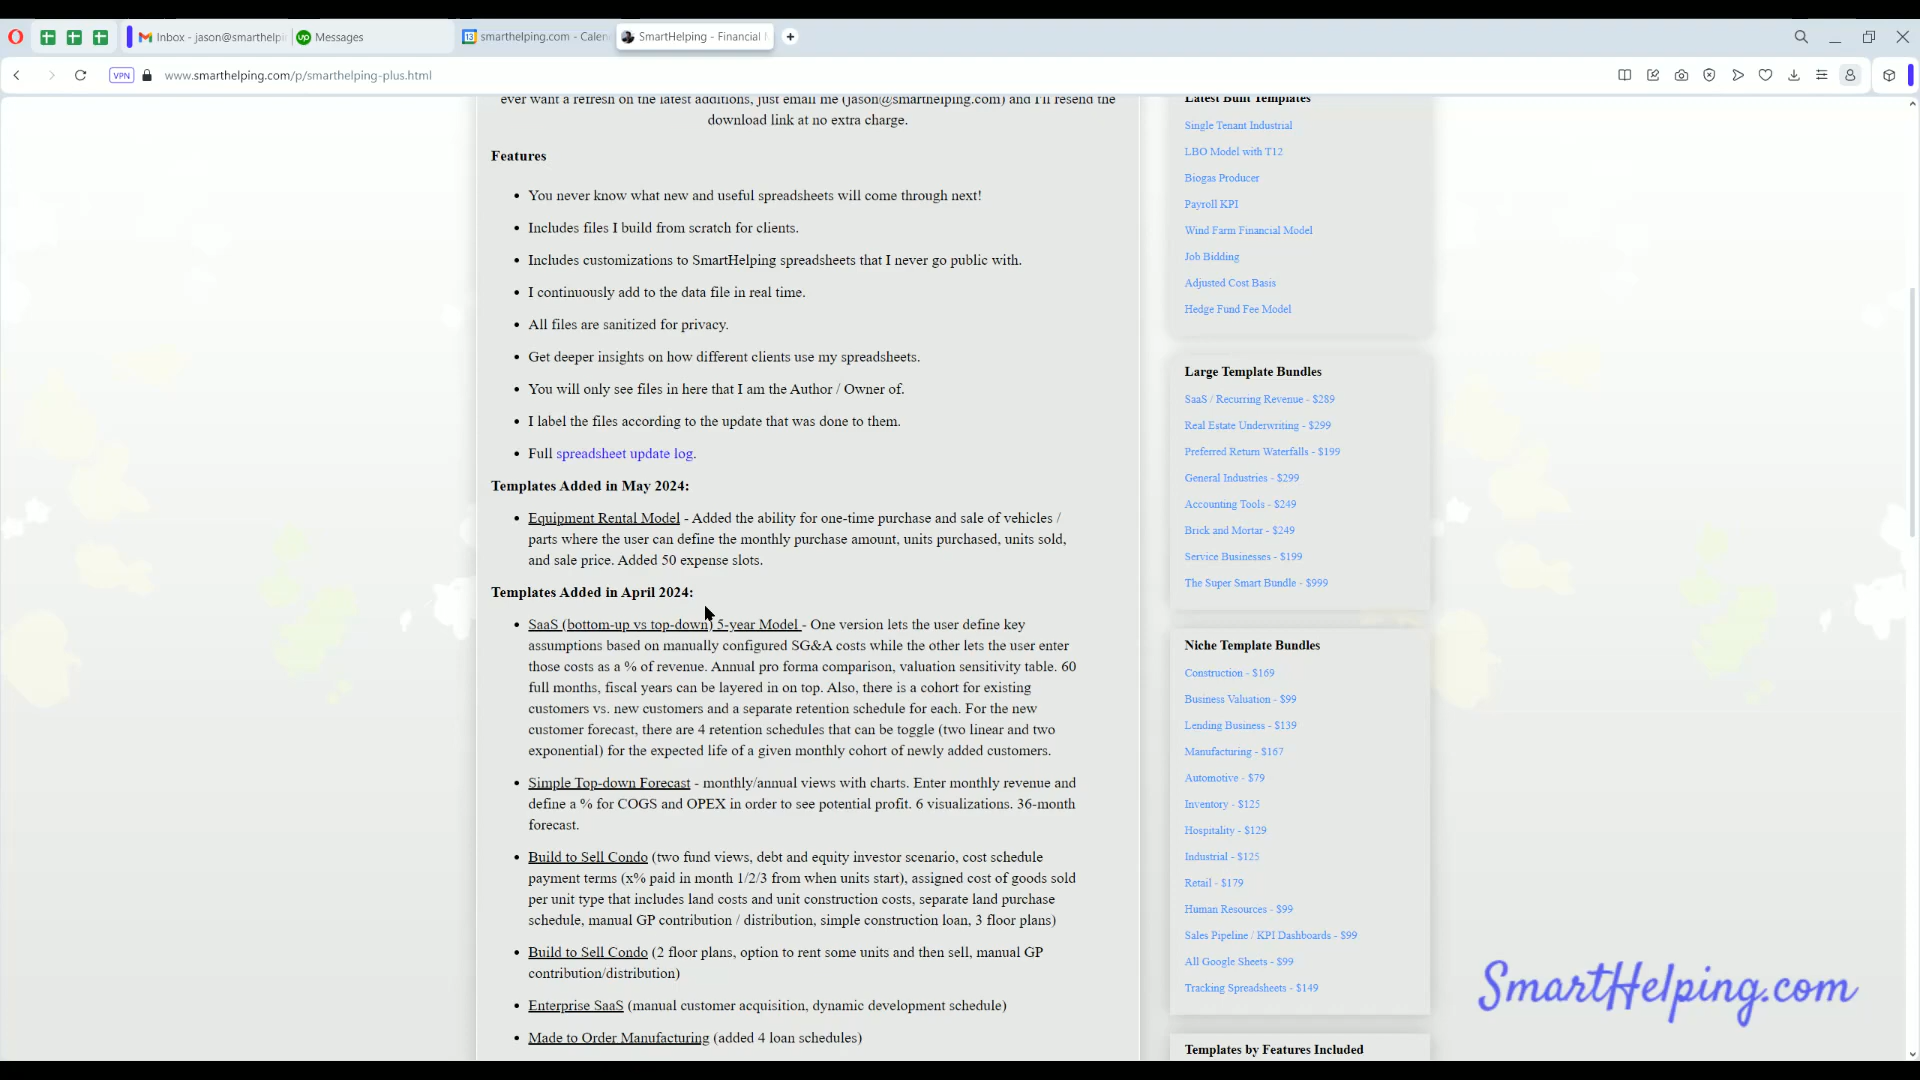 Inbox - jason@smarthelpi
Messages
13
smarthelping.com - Calen
SmartHelping - Financial
VPN
www.smarthelping.com/p/smarthelping-plus.html
ever want a refresh on the latest additions, just email me (jason@smarthelping.com) and I'll resend the
download link at no extra charge.
Features
You never know what new and useful spreadsheets will come through next!
Includes files I build from scratch for clients.
Includes customizations to SmartHelping spreadsheets that I never go public with.
I continuously add to the data file in real time.
All files are sanitized for privacy.
Get deeper insights on how different clients use my spreadsheets.
You will only see files in here that I am the Author / Owner of.
I label the files according to the update that was done to them.
Full spreadsheet update log.
Templates Added in May 2024:
Equipment Rental Model - Added the ability for one-time purchase and sale of vehicles /
parts where the user can define the monthly purchase amount, units purchased, units sold,
and sale price. Added 50 expense slots.
Templates Added in April 2024:
SaaS (bottom-up vs top-down) 5-year Model - One version lets the user define key
assumptions based on manually configured SG&A costs while the other lets the user enter
those costs as a % of revenue. Annual pro forma comparison, valuation sensitivity table. 60
full months, fiscal years can be layered in on top. Also, there is a cohort for existing
customers vs. new customers and a separate retention schedule for each. For the new
customer forecast, there are 4 retention schedules that can be toggle (two linear and two
exponential) for the expected life of a given monthly cohort of newly added customers.
Simple Top-down Forecast - monthly/annual views with charts. Enter monthly revenue and
define a % for COGS and OPEX in order to see potential profit. 6 visualizations. 36-month
forecast.
Build to Sell Condo (two fund views, debt and equity investor scenario, cost schedule
payment terms (x% paid in month 1/2/3 from when units start), assigned cost of goods sold
per unit type that includes land costs and unit construction costs, separate land purchase
schedule, manual GP contribution / distribution, simple construction loan, 3 floor plans)
Build to Sell Condo (2 floor plans, option to rent some units and then sell, manual GP
contribution/distribution)
Enterprise SaaS (manual customer acquisition, dynamic development schedule)
Made to Order Manufacturing (added 4 loan schedules)
Latest Built Templates
Single Tenant Industrial
LBO Model with T12
Biogas Producer
Payroll KPI
Wind Farm Financial Model
Job Bidding
Adjusted Cost Basis
Hedge Fund Fee Model
Large Template Bundles
SaaS / Recurring Revenue - $289
Real Estate Underwriting - $299
Preferred Return Waterfalls - $199
General Industries - $299
Accounting Tools - $249
Brick and Mortar - $249
Service Businesses - $199
The Super Smart Bundle - $999
Niche Template Bundles
Construction - $169
Business Valuation - $99
Lending Business - $139
Manufacturing - $167
Automotive - $79
Inventory - $125
Hospitality - $129
Industrial - $125
Retail - $179
Human Resources - $99
Sales Pipeline / KPI Dashboards - $99
All Google Sheets - $99
Tracking Spreadsheets - $149
Templates by Features Included
SmartHelping.com